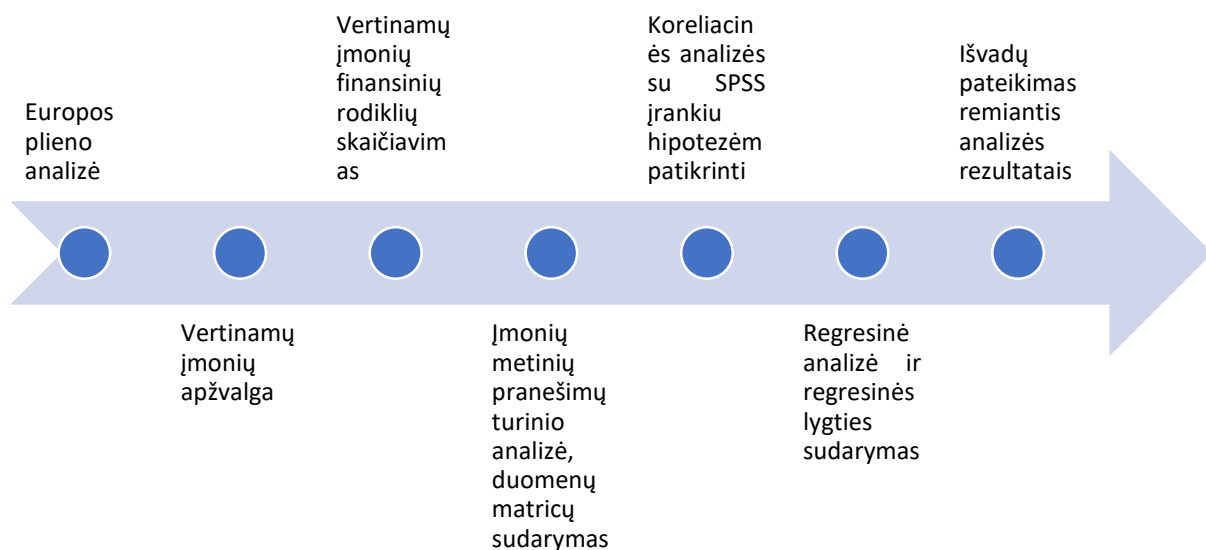 Europos
plieno
analizė
Vertinamų
įmonių
apžvalga
Vertinamų
įmonių
finansinių
rodiklių
skaičiavim
as
Įmonių
metinių
pranešimų
turinio
analizė,
duomenų
matricų
sudarymas
Koreliacin
ės analizės
su SPSS
įrankiu
hipotezėm
patikrinti
Regresinė
analizė ir
regresinės
lygties
sudarymas
Išvadų
pateikimas
remiantis
analizės
rezultatais